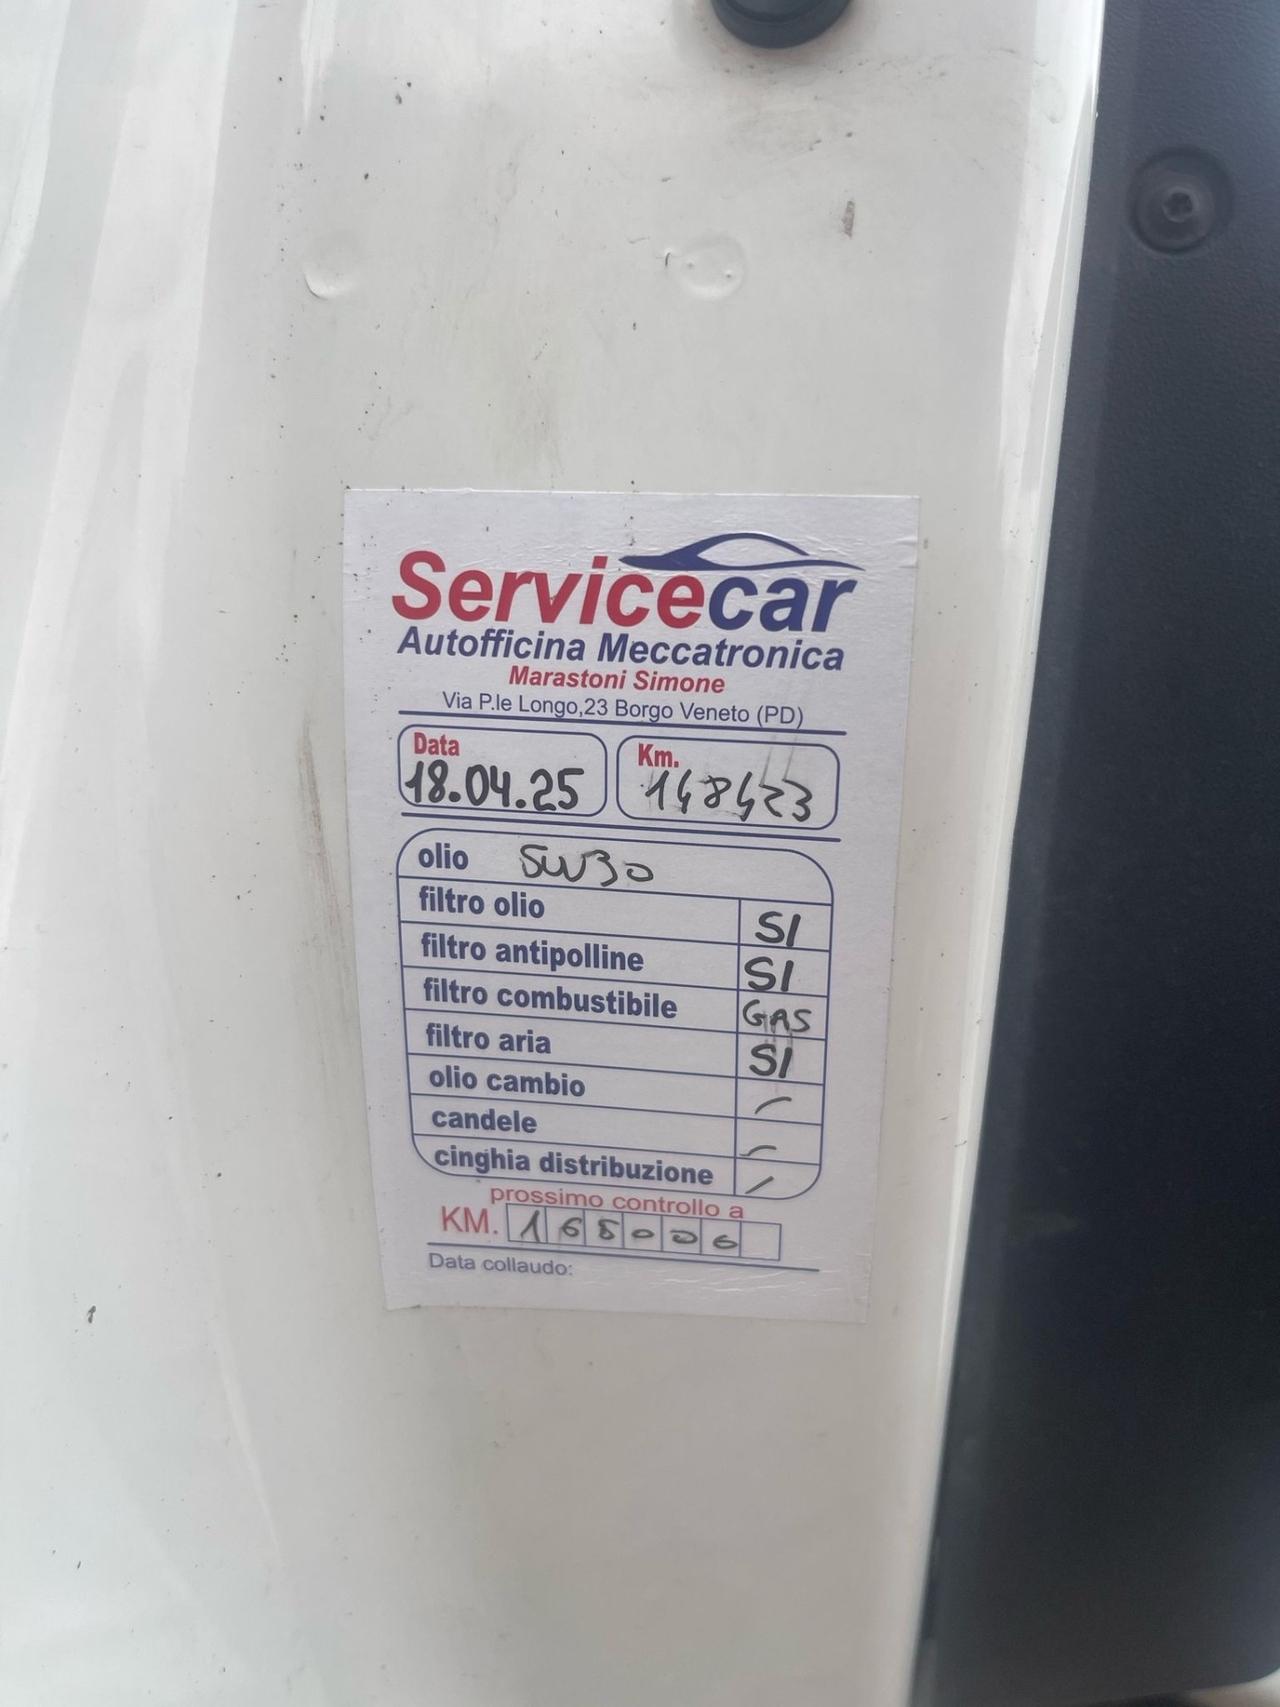 Servicecar
Autofficina Meccatronica
Marastoni Simone
Via P.le Longo,23 Borgo Veneto (PD)
Data
18.04.25
Km.
148423
olio 5W30
filtro olio SI
filtro antipolline SI
filtro combustibile GAS
filtro aria SI
olio cambio –
candele –
cinghia distribuzione –
prossimo controllo a
KM. 165000
Data collaudo: